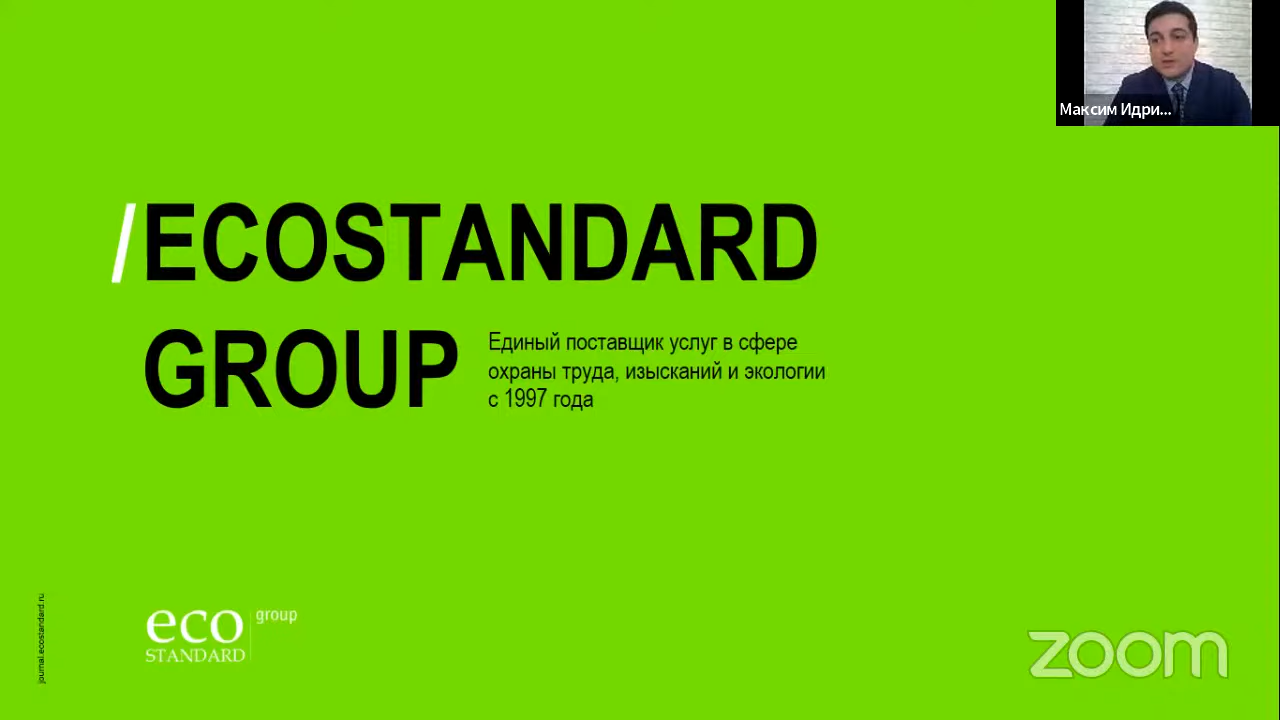 Максим Идри...
/ECOSTANDARD
GROUP
Единый поставщик услуг в сфере
охраны труда, изысканий и экологии
с 1997 года
journal.ecostandard.ru
eco group
STANDARD
zoom